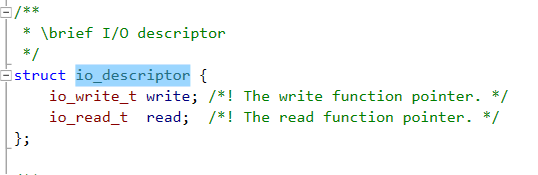 /**
 * \brief I/O descriptor
 */
struct io_descriptor {
    io_write_t write; /*! The write function pointer. */
    io_read_t  read;  /*! The read function pointer. */
};